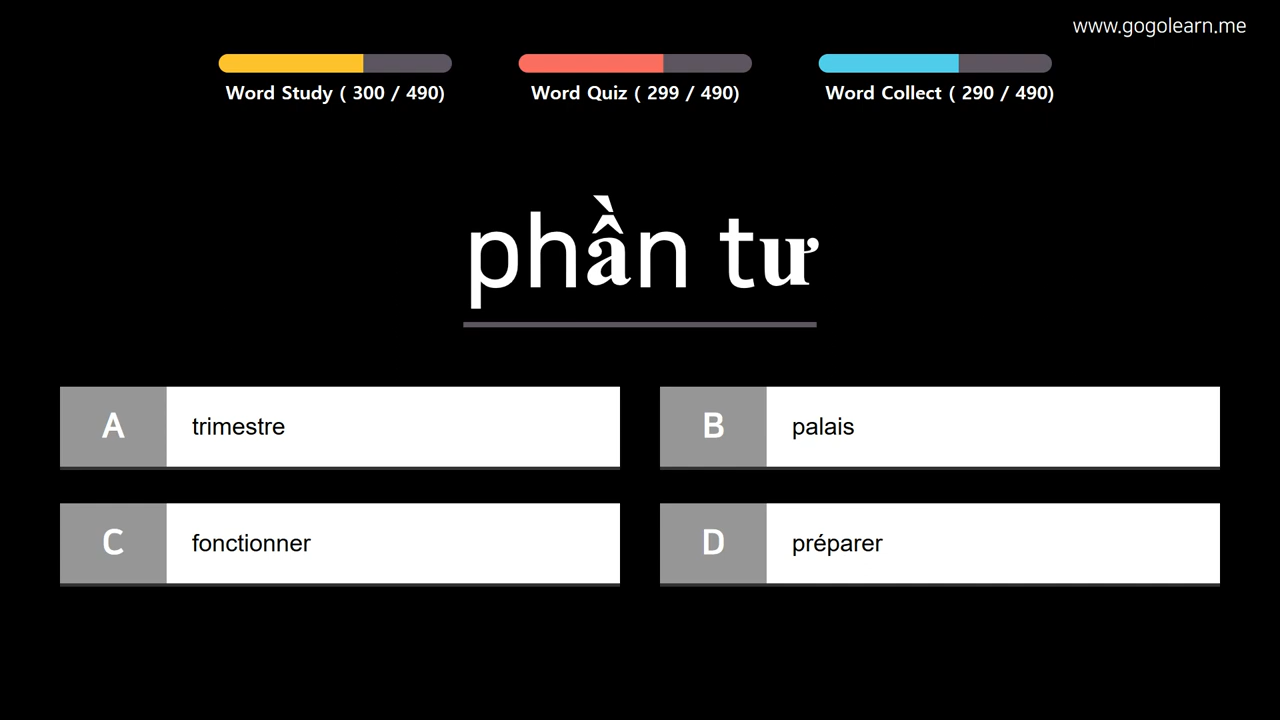 www.gogolearn.me
Word Study ( 300 / 490)
Word Quiz ( 299 / 490)
Word Collect ( 290 / 490)
phần tư
A trimestre
B palais
C fonctionner
D préparer